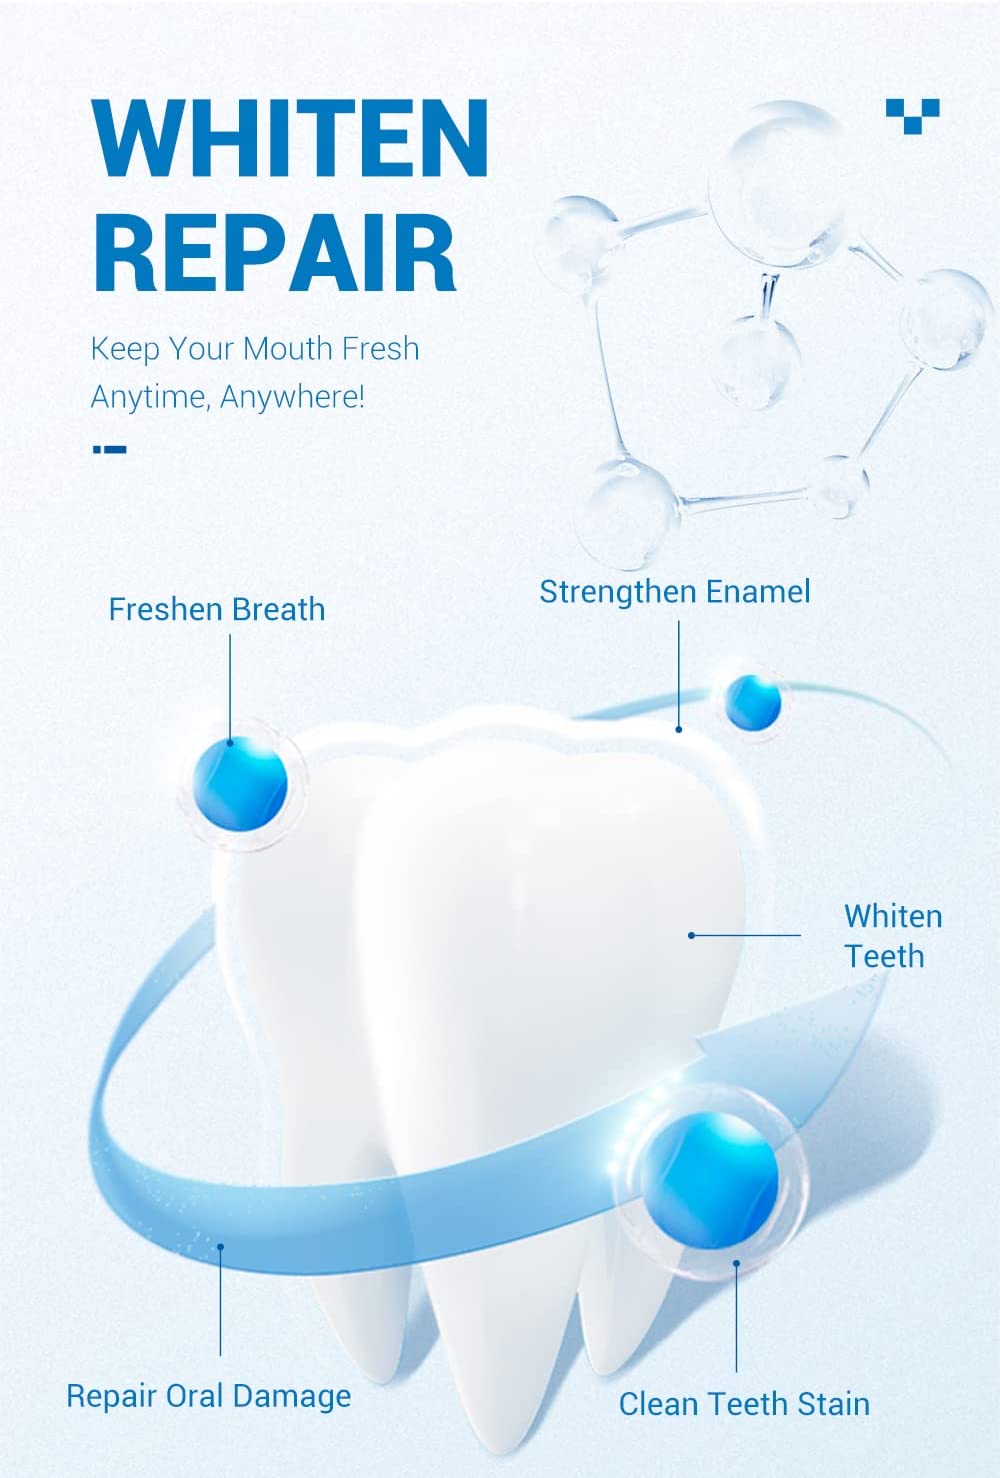 WHITEN
REPAIR
Keep Your Mouth Fresh
Anytime, Anywhere!
Freshen Breath
Strengthen Enamel
Whiten
Teeth
Repair Oral Damage
Clean Teeth Stain